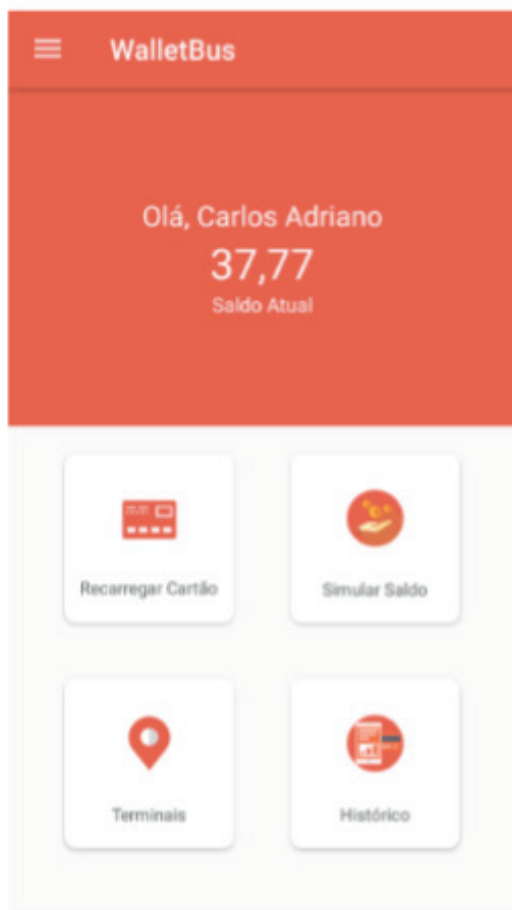 WalletBus
Olá, Carlos Adriano
37,77
Saldo Atual
Recarregar Cartão
Simular Saldo
Terminais
Histórico